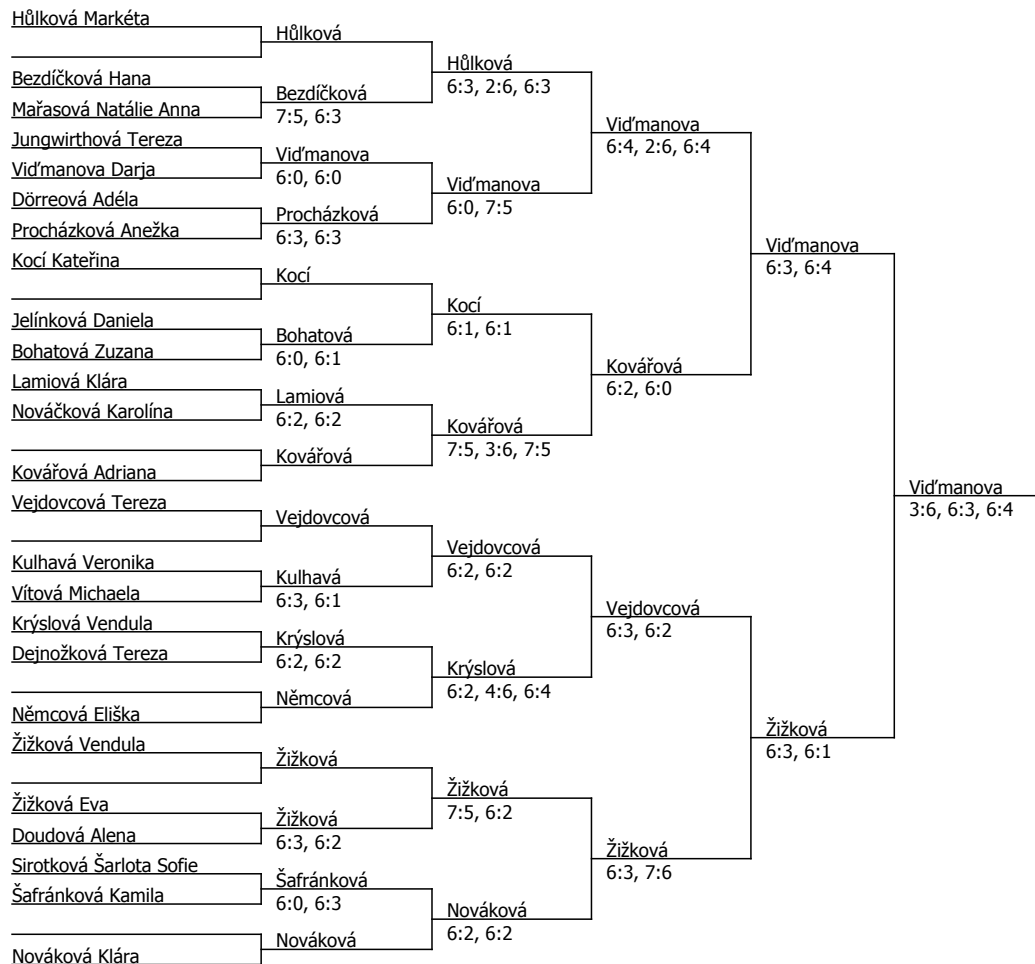 Hůlková Markéta
Bezdíčková Hana
Mařasová Natálie Anna
Jungwirthová Tereza
Viďmanova Darja
Dörreová Adéla
Procházková Anežka
Kocí Kateřina
Jelínková Daniela
Bohatová Zuzana
Lamiová Klára
Nováčková Karolína
Kovářová Adriana
Vejdovcová Tereza
Kulhavá Veronika
Vítová Michaela
Krýslová Vendula
Dejnožková Tereza
Němcová Eliška
Žižková Vendula
Žižková Eva
Doudová Alena
Sirotková Šarlota Sofie
Šafránková Kamila
Nováková Klára
Hůlková
Bezdíčková
7:5, 6:3
Viďmanova
6:0, 6:0
Procházková
6:3, 6:3
Kocí
Bohatová
6:0, 6:1
Lamiová
6:2, 6:2
Kovářová
Vejdovcová
Kulhavá
6:3, 6:1
Krýslová
6:2, 6:2
Němcová
Žižková
Žižková
6:3, 6:2
Šafránková
6:0, 6:3
Nováková
Hůlková
6:3, 2:6, 6:3
Viďmanova
6:0, 7:5
Kocí
6:1, 6:1
Kovářová
7:5, 3:6, 7:5
Vejdovcová
6:2, 6:2
Krýslová
6:2, 4:6, 6:4
Žižková
7:5, 6:2
Nováková
6:2, 6:2
Viďmanova
6:4, 2:6, 6:4
Kovářová
6:2, 6:0
Vejdovcová
6:3, 6:2
Žižková
6:3, 7:6
Viďmanova
6:3, 6:4
Žižková
6:3, 6:1
Viďmanova
3:6, 6:3, 6:4